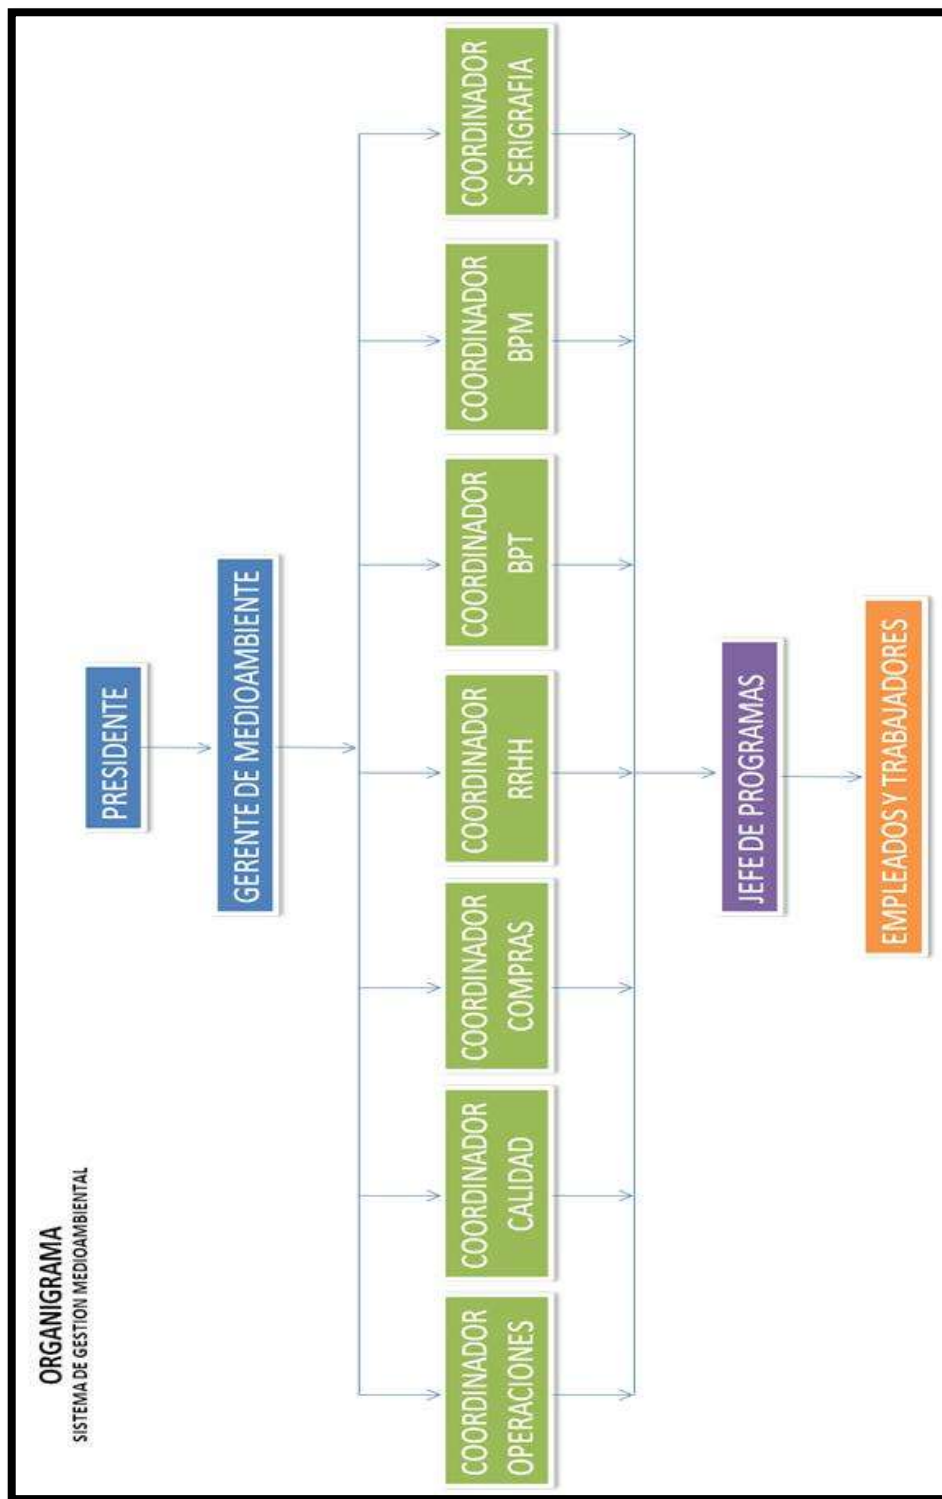 ORGANIGRAMA
SISTEMA DE GESTION MEDIOAMBIENTAL
PRESIDENTE
GERENTE DE MEDIOAMBIENTE
COORDINADOR
OPERACIONES
COORDINADOR
CALIDAD
COORDINADOR
COMPRAS
COORDINADOR
RRHH
COORDINADOR
BPT
COORDINADOR
BPM
COORDINADOR
SERIGRAFIA
JEFE DE PROGRAMAS
EMPLEADOS Y TRABAJADORES